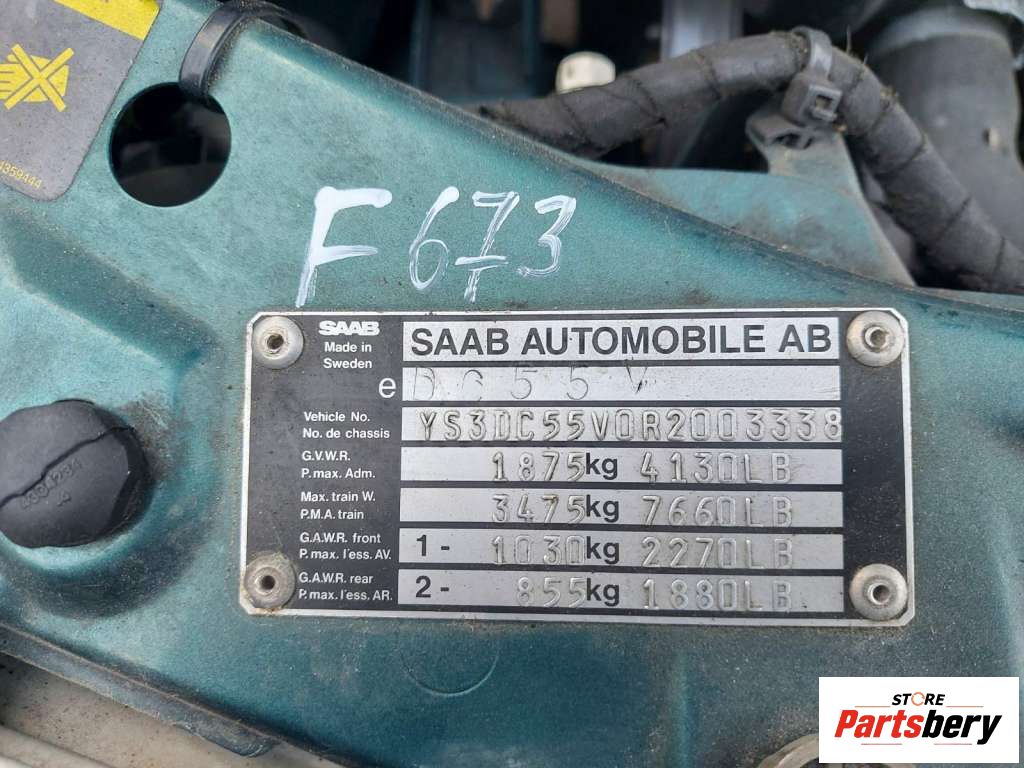 4359444
F 673
SAAB
Made in
Sweden
SAAB AUTOMOBILE AB
e DC55V
Vehicle No.
No. de chassis
YS3DC55V0R2003338
G.V.W.R.
P. max. Adm.
1875kg 4130LB
Max. train W.
P.M.A. train
3475kg 7660LB
G.A.W.R. front
P. max. l'ess. AV.
1- 1030kg 2270LB
G.A.W.R. rear
P. max. l'ess. AR.
2- 855kg 1880LB
STORE
Partsbery